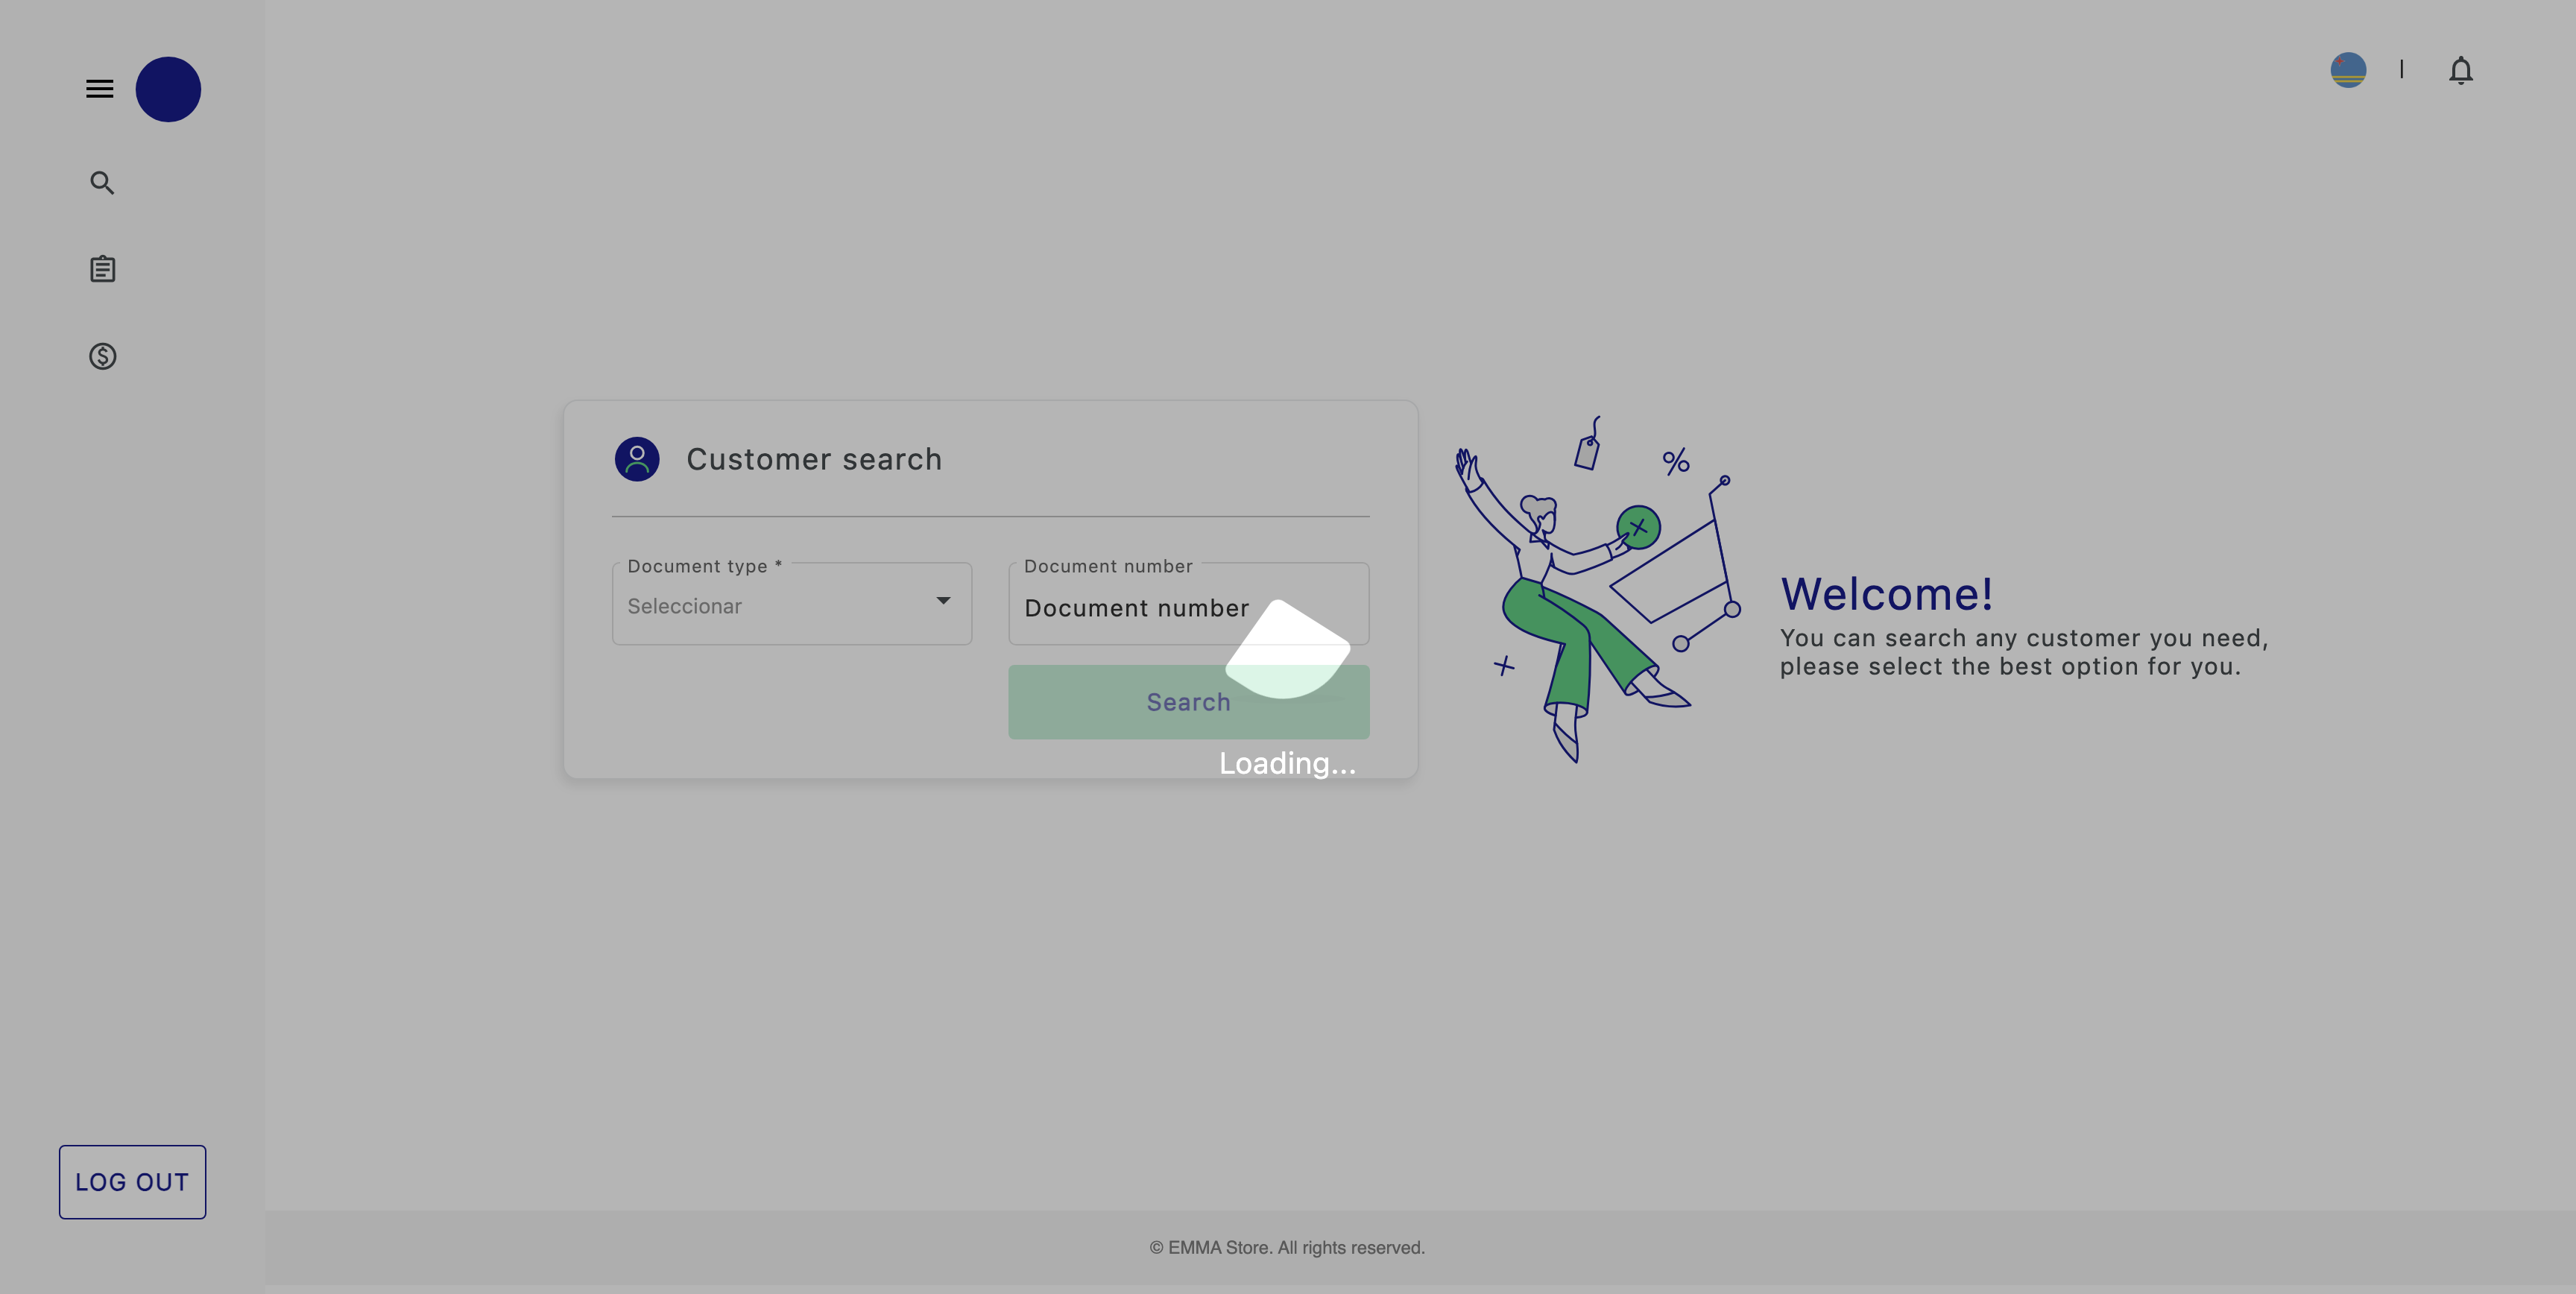 Customer search
Document type *
Seleccionar
Document number
Document number
Search
Loading...
Welcome!
You can search any customer you need,
please select the best option for you.
LOG OUT
© EMMA Store. All rights reserved.